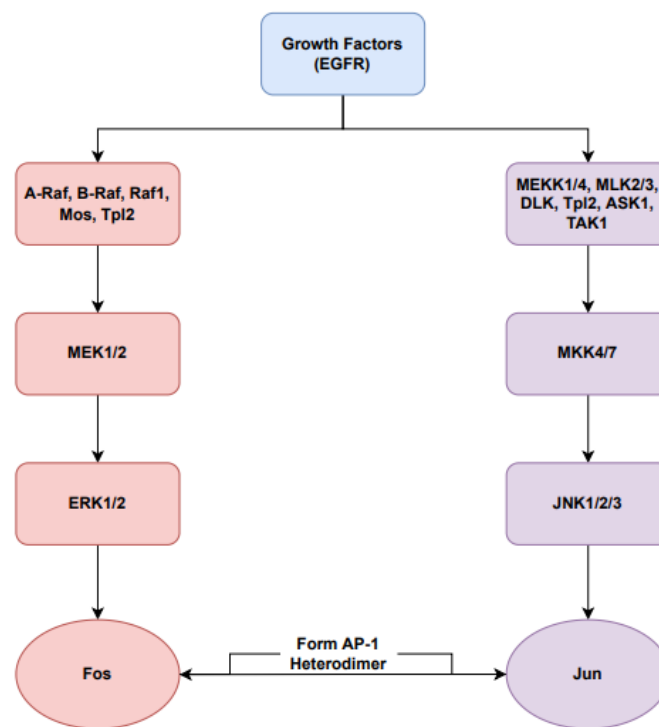 Growth Factors
(EGFR)
A-Raf, B-Raf, Raf1,
Mos, Tpl2
MEKK1/4, MLK2/3,
DLK, Tpl2, ASK1,
TAK1
MEK1/2
MKK4/7
ERK1/2
JNK1/2/3
Form AP-1
Heterodimer
Fos
Jun